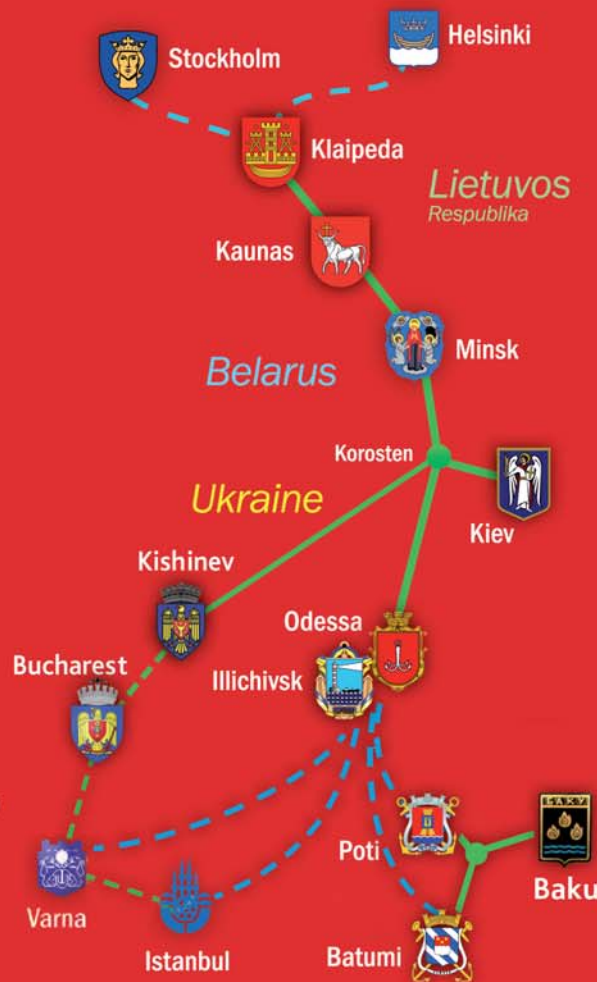 Stockholm
Helsinki
Klaipeda
Lietuvos
Respublika
Kaunas
Minsk
Belarus
Korosten
Ukraine
Kiev
Kishinev
Odessa
Bucharest
Illichivsk
БАКУ
Poti
Baku
Varna
Istanbul
Batumi